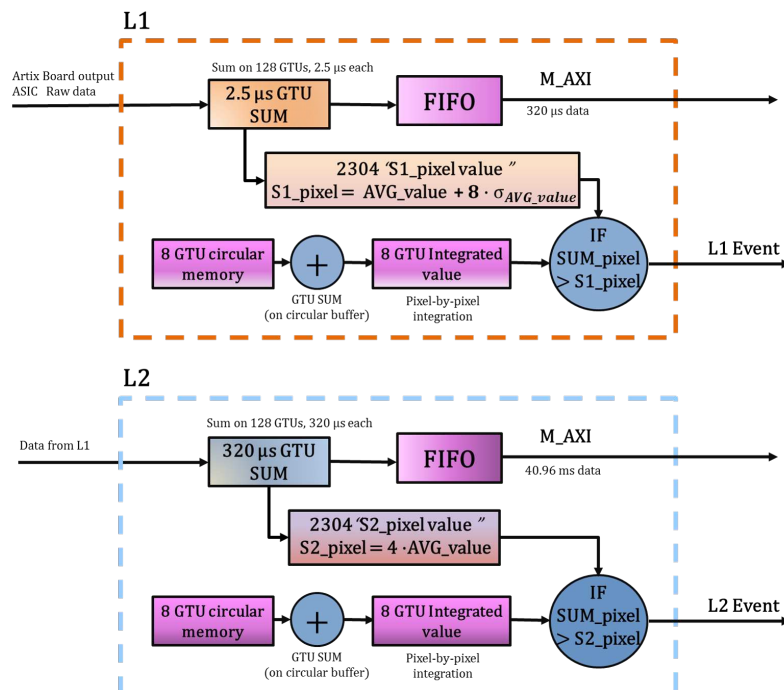 L1
Artix Board output
ASIC Raw data
Sum on 128 GTUs, 2.5 μs each
2.5 μs GTU
SUM
FIFO
M_AXI
320 μs data
2304 “S1_pixel value ”
S1_pixel = AVG_value + 8 · σ_AVG_value
8 GTU circular
memory
+
GTU SUM
(on circular buffer)
8 GTU Integrated
value
Pixel-by-pixel
integration
IF
SUM_pixel
> S1_pixel
L1 Event
L2
Data from L1
Sum on 128 GTUs, 320 μs each
320 μs GTU
SUM
FIFO
M_AXI
40.96 ms data
2304 “S2_pixel value ”
S2_pixel = 4 ·AVG_value
8 GTU circular
memory
+
GTU SUM
(on circular buffer)
8 GTU Integrated
value
Pixel-by-pixel
integration
IF
SUM_pixel
> S2_pixel
L2 Event